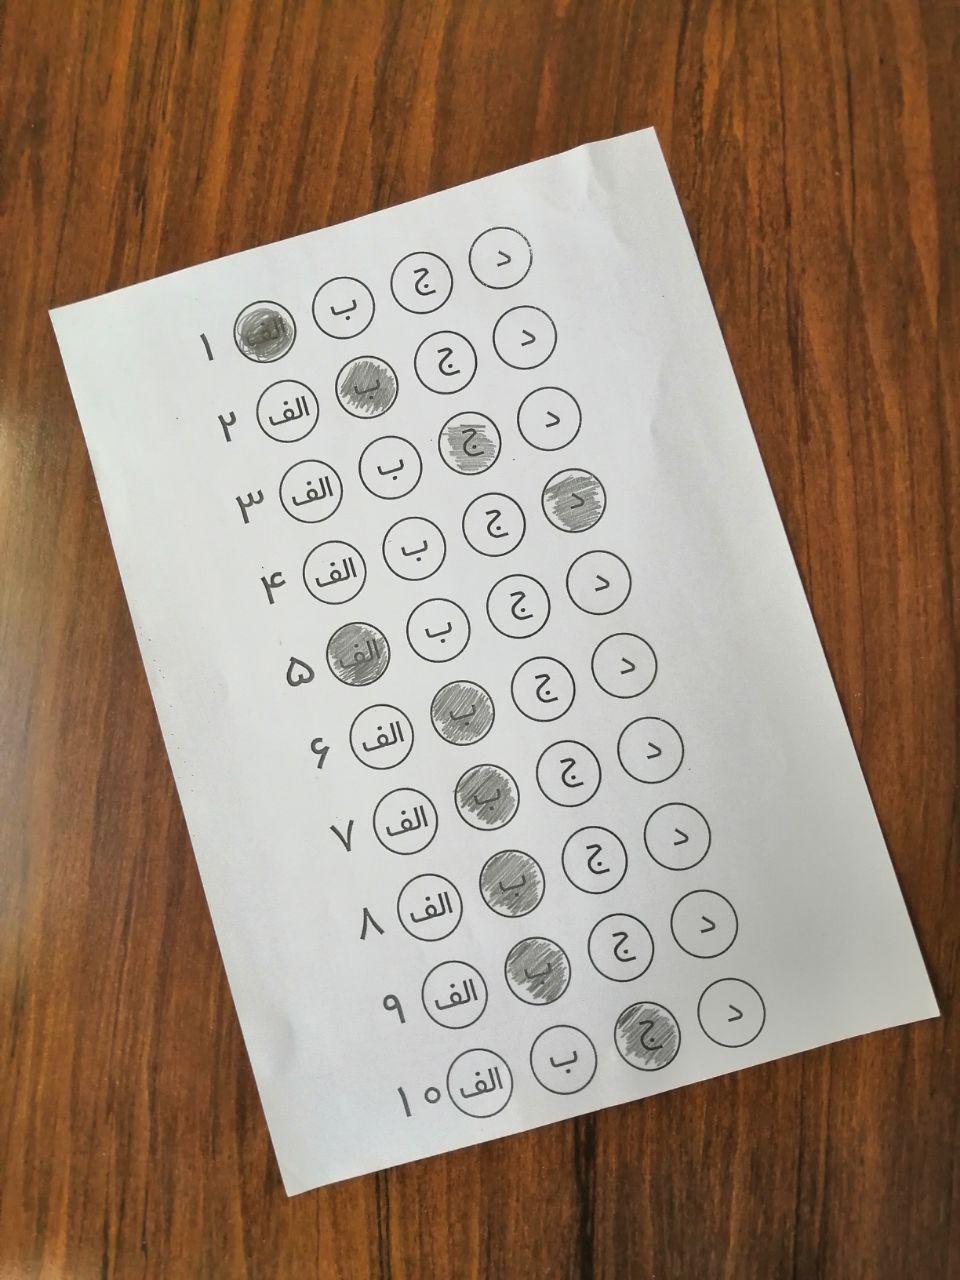 ۱ الف ب ج د
۲ الف ب ج د
۳ الف ب ج د
۴ الف ب ج د
۵ الف ب ج د
۶ الف ب ج د
۷ الف ب ج د
۸ الف ب ج د
۹ الف ب ج د
۱۰ الف ب ج د